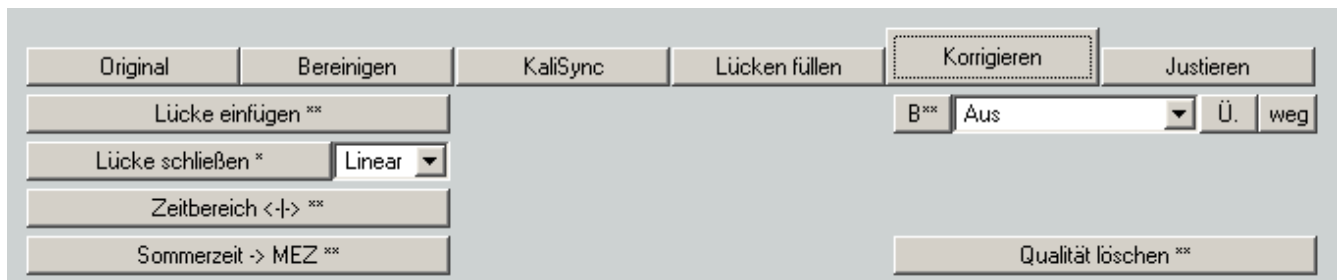 Original Bereinigen KaliSync Lücken füllen Korrigieren Justieren
Lücke einfügen ** B** Aus Ü. weg
Lücke schließen * Linear
Zeitbereich <-|-> **
Sommerzeit -> MEZ ** Qualität löschen **